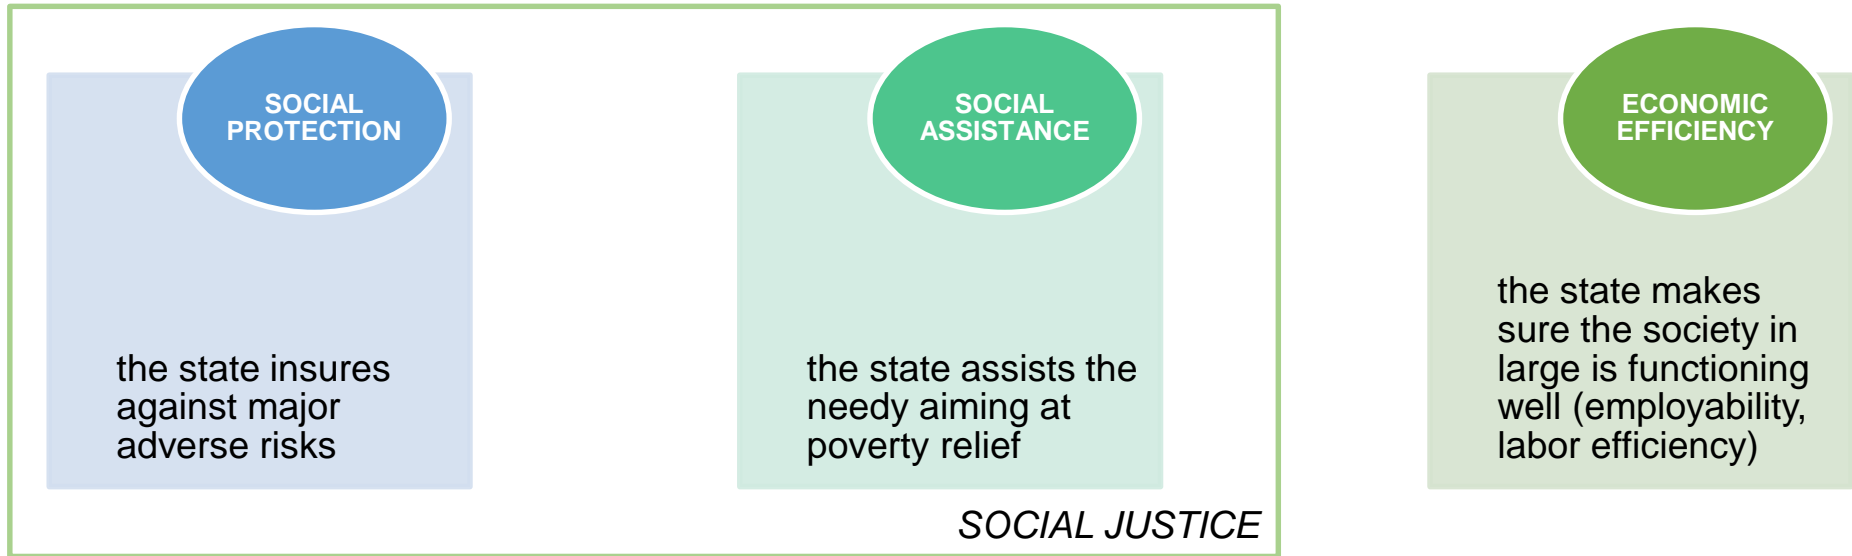 SOCIAL
PROTECTION
the state insures
against major
adverse risks
SOCIAL
ASSISTANCE
the state assists the
needy aiming at
poverty relief
SOCIAL JUSTICE
ECONOMIC
EFFICIENCY
the state makes
sure the society in
large is functioning
well (employability,
labor efficiency)